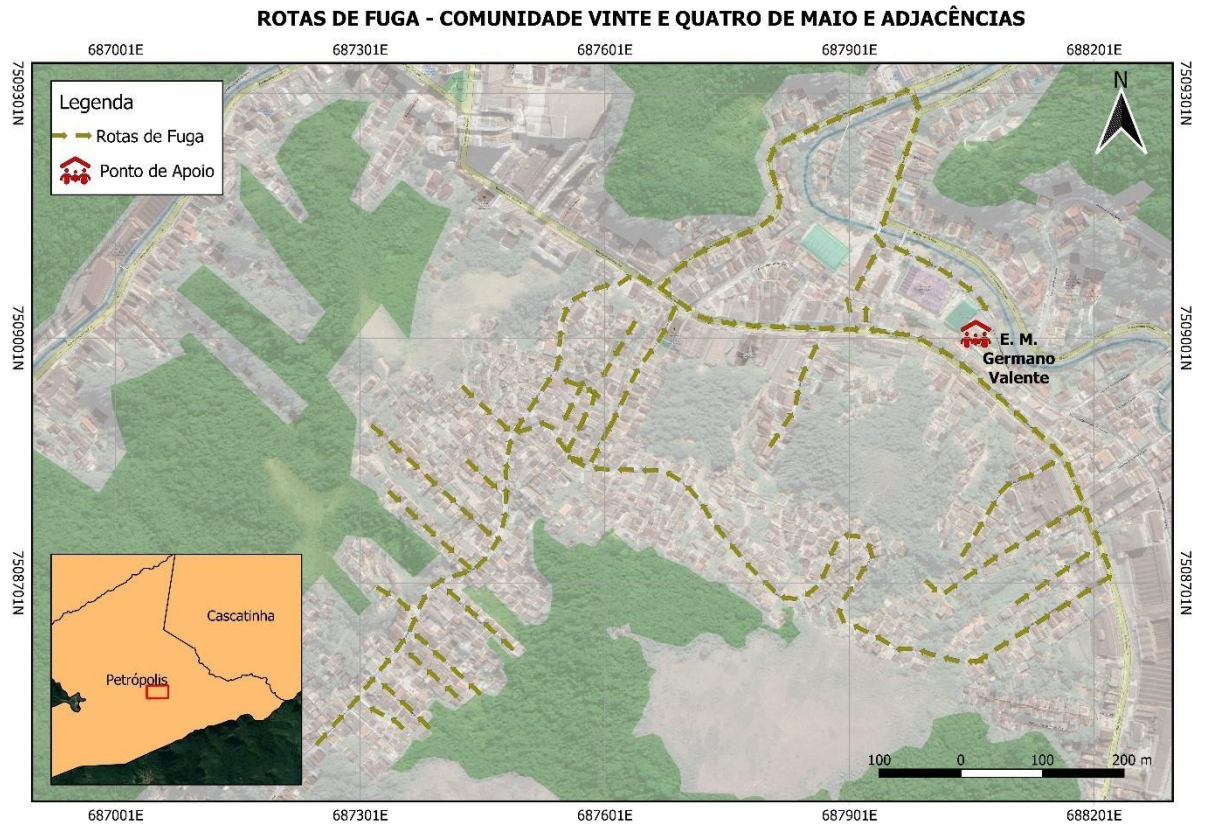 ROTAS DE FUGA - COMUNIDADE VINTE E QUATRO DE MAIO E ADJACÊNCIAS
687001E
687301E
687601E
687901E
688201E
7509301N
7509301N
Legenda
Rotas de Fuga
Ponto de Apoio
N
7509001N
7509001N
E. M.
Germano
Valente
7508701N
7508701N
Cascatinha
Petrópolis
100
0
100
200 m
687001E
687301E
687601E
687901E
688201E